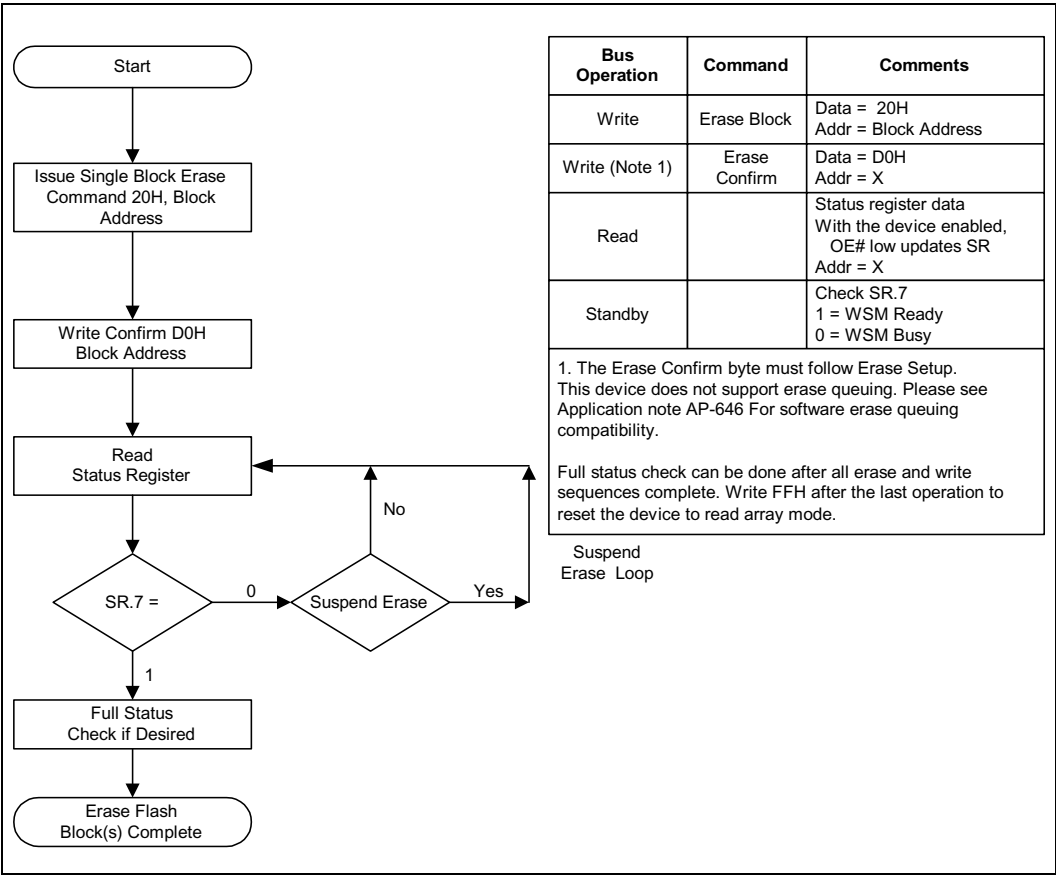 Start
Issue Single Block Erase
Command 20H, Block
Address
Write Confirm D0H
Block Address
Read
Status Register
No
SR.7 =
0
Suspend Erase
Yes
1
Full Status
Check if Desired
Erase Flash
Block(s) Complete
Bus
Operation
Command
Comments
Write
Erase Block
Data = 20H
Addr = Block Address
Write (Note 1)
Erase
Confirm
Data = D0H
Addr = X
Read
Status register data
With the device enabled,
OE# low updates SR
Addr = X
Standby
Check SR.7
1 = WSM Ready
0 = WSM Busy
1. The Erase Confirm byte must follow Erase Setup.
This device does not support erase queuing. Please see
Application note AP-646 For software erase queuing
compatibility.
Full status check can be done after all erase and write
sequences complete. Write FFH after the last operation to
reset the device to read array mode.
Suspend
Erase Loop